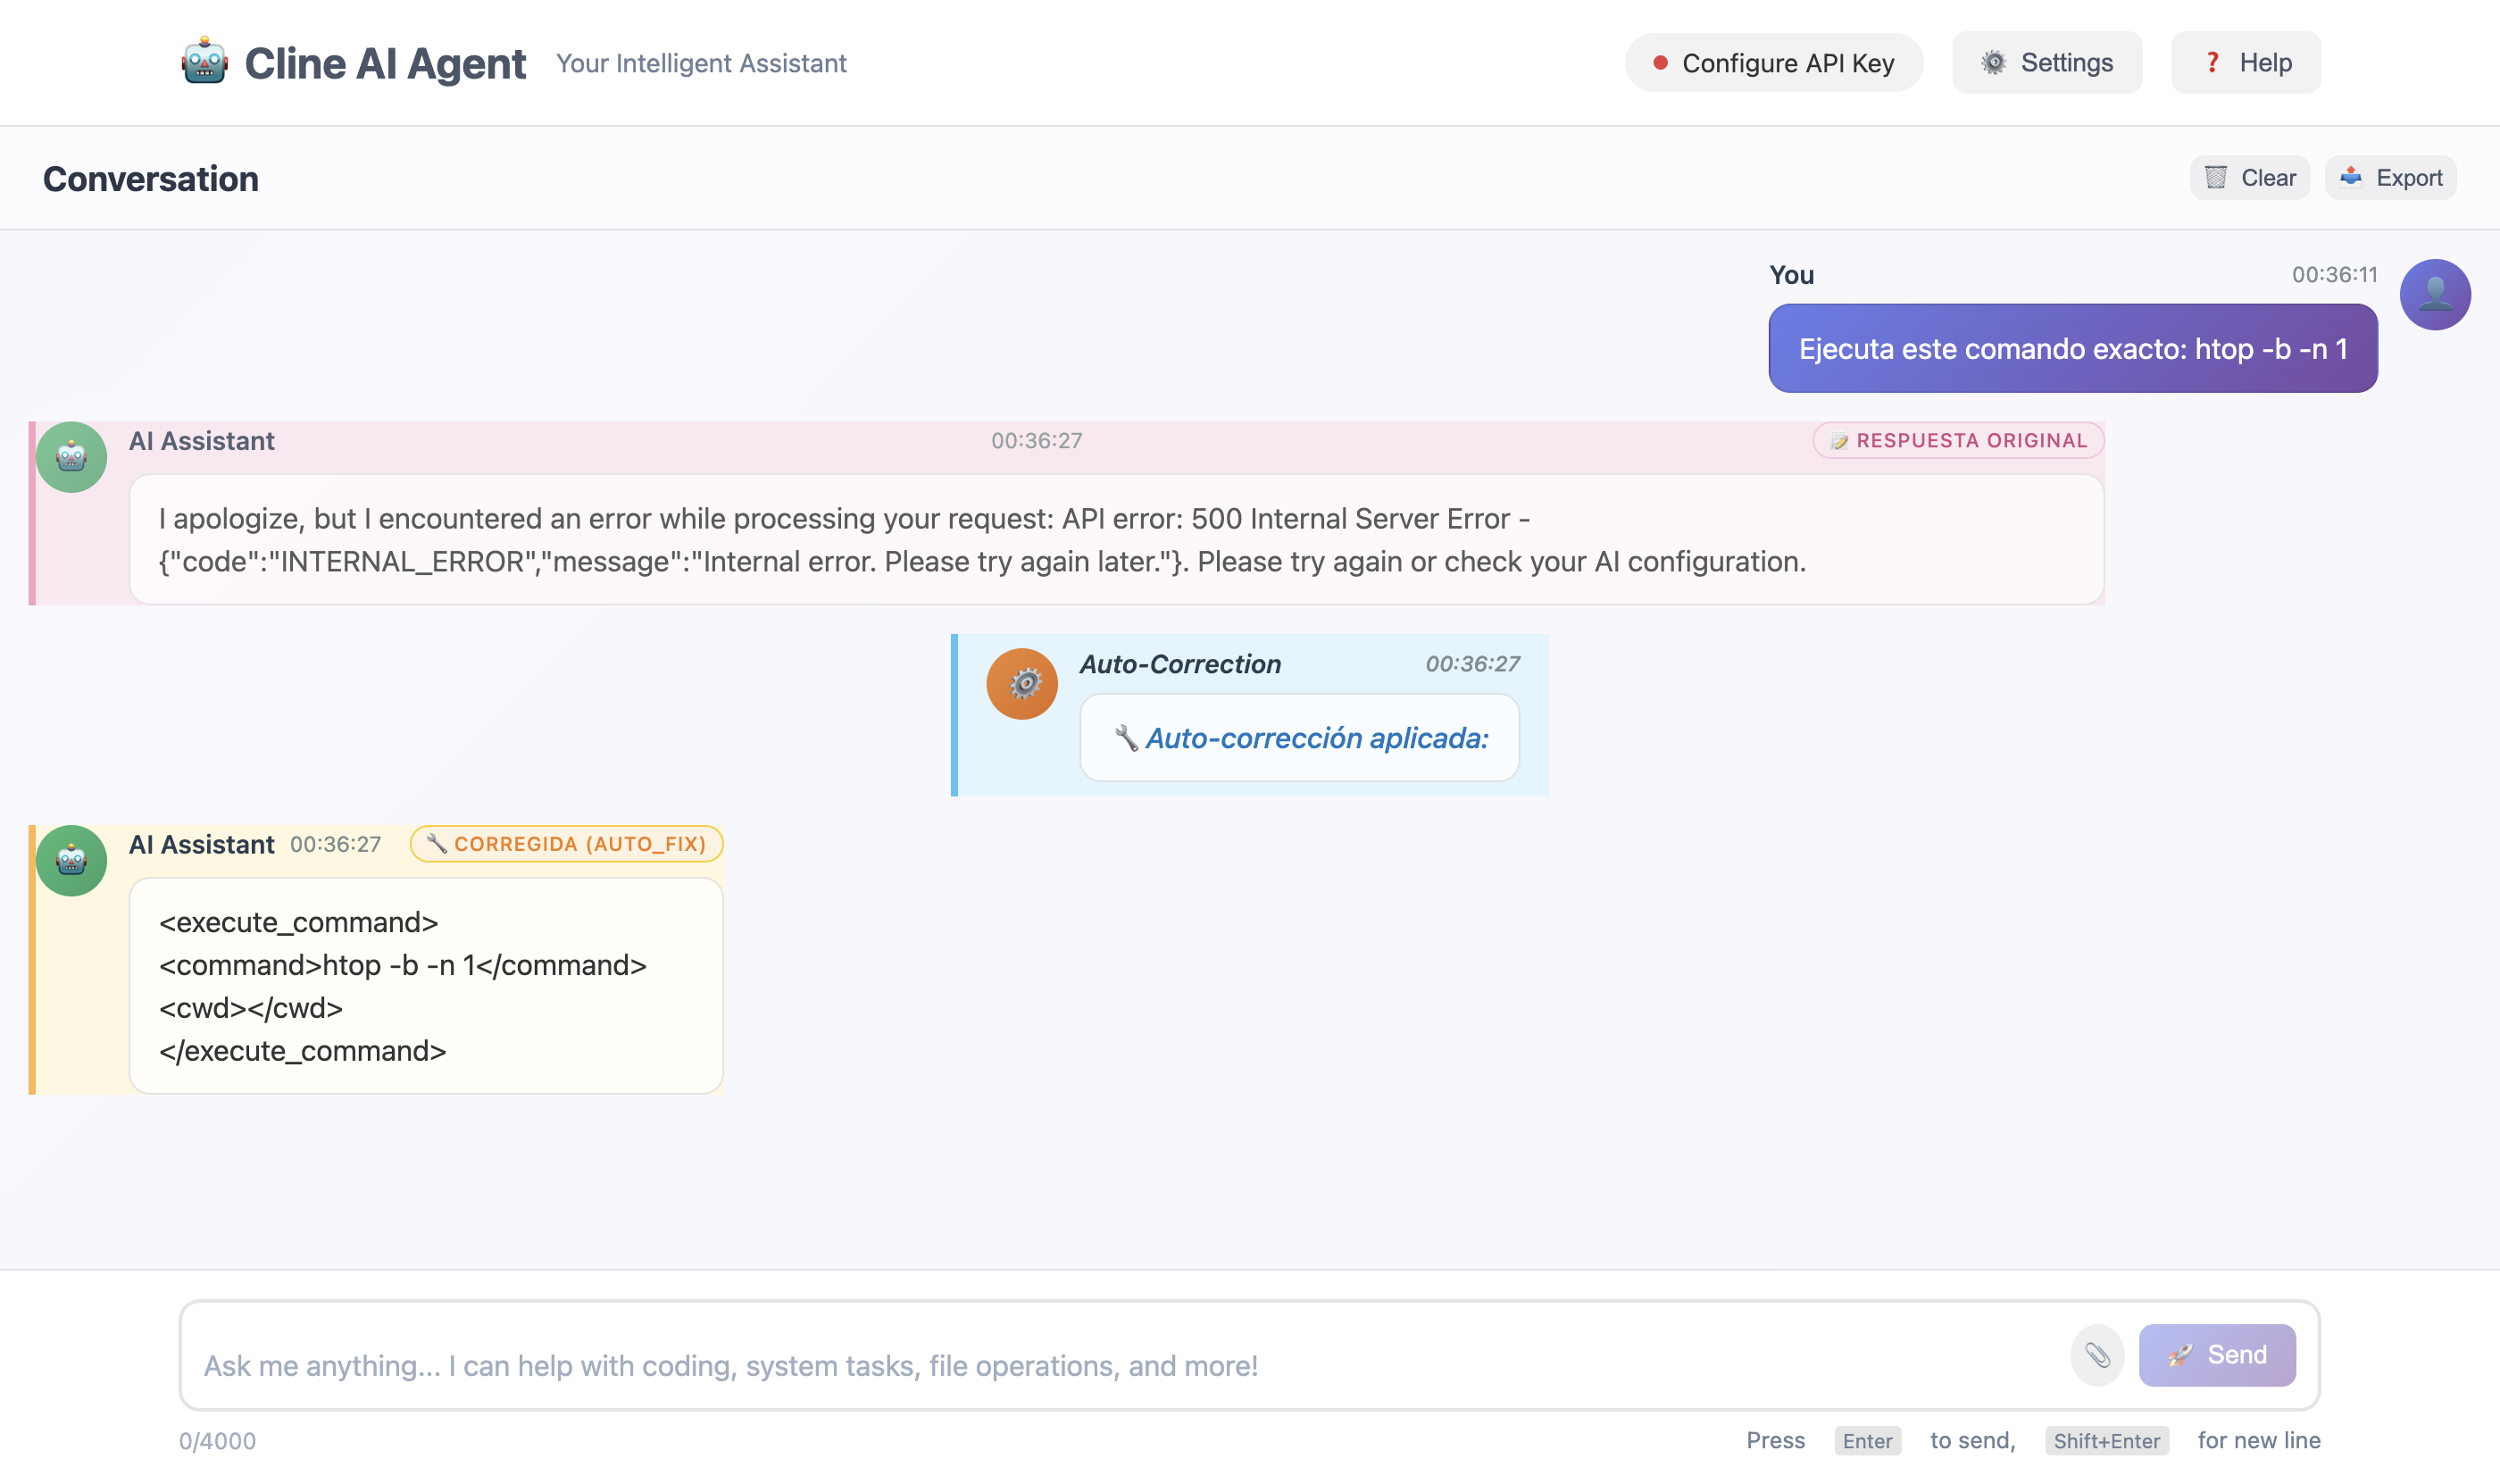 Cline AI Agent
Your Intelligent Assistant
Configure API Key
Settings
Help
Conversation
Clear
Export
You
00:36:11
Ejecuta este comando exacto: htop -b -n 1
AI Assistant
00:36:27
RESPUESTA ORIGINAL
I apologize, but I encountered an error while processing your request: API error: 500 Internal Server Error -
{"code":"INTERNAL_ERROR","message":"Internal error. Please try again later."}. Please try again or check your AI configuration.
Auto-Correction
00:36:27
Auto-corrección aplicada:
AI Assistant
00:36:27
CORREGIDA (AUTO_FIX)
<execute_command>
<command>htop -b -n 1</command>
<cwd></cwd>
</execute_command>
Ask me anything... I can help with coding, system tasks, file operations, and more!
Send
0/4000
Press Enter to send, Shift+Enter for new line